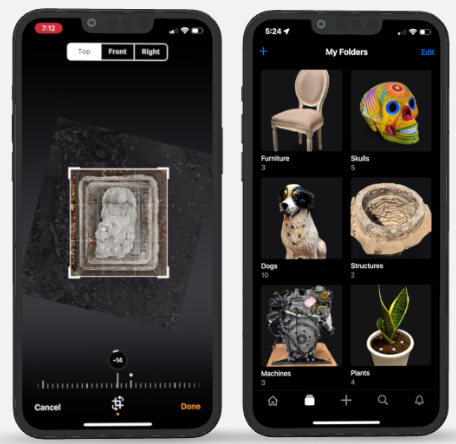 7:12
Top Front Right
-14
Cancel
Done
5:24
My Folders
Edit
Furniture
3
Skulls
5
Dogs
10
Structures
2
Machines
3
Plants
4